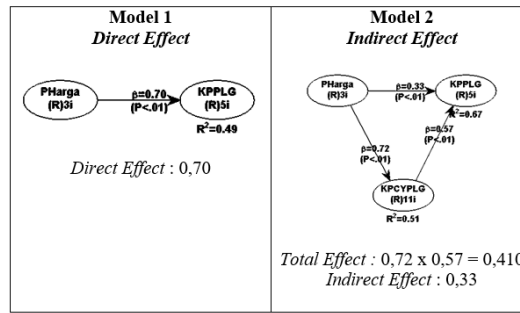 Model 1
Direct Effect
PHarga
(R)3i
β=0.70
(P<.01)
KPPLG
(R)5i
R²=0.49
Direct Effect : 0,70
Model 2
Indirect Effect
PHarga
(R)3i
β=0.33
(P<.01)
KPPLG
(R)5i
R²=0.67
β=0.72
(P<.01)
β=0.57
(P<.01)
KPCYPLG
(R)11i
R²=0.51
Total Effect : 0,72 x 0,57 = 0,410
Indirect Effect : 0,33